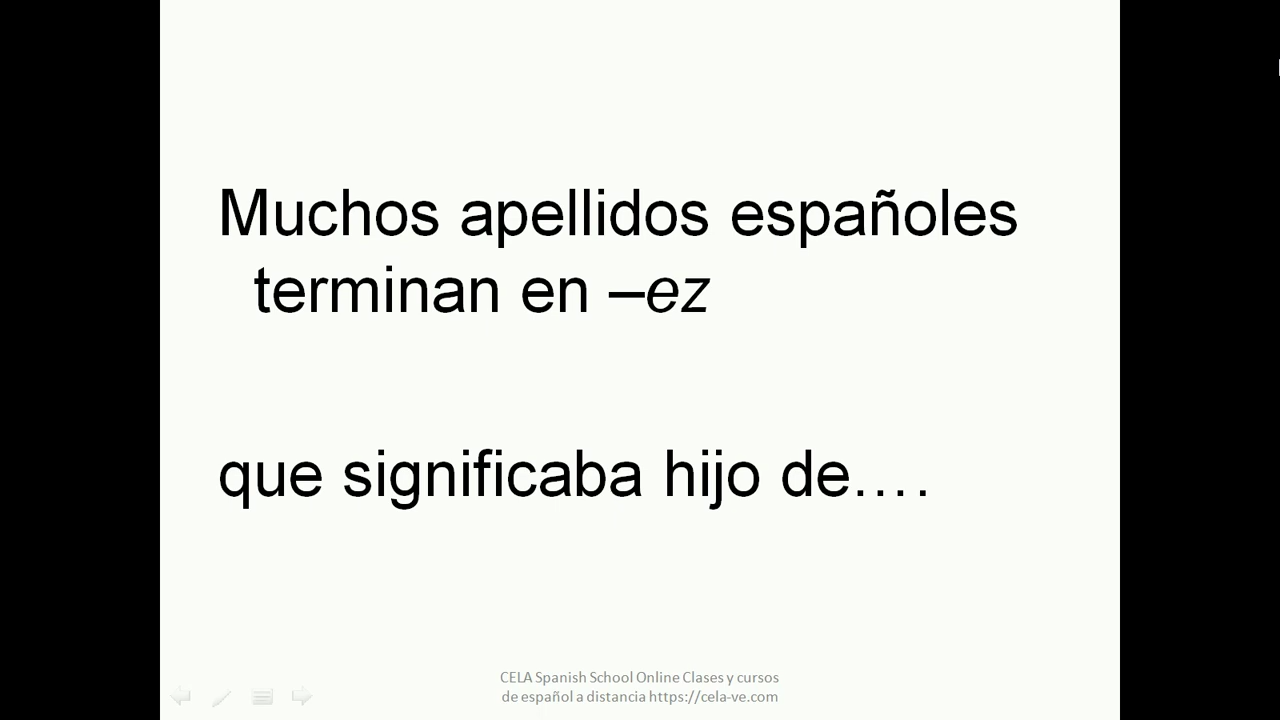 Muchos apellidos españoles
terminan en –ez
que significaba hijo de….
CELA Spanish School Online Clases y cursos
de español a distancia https://cela-ve.com